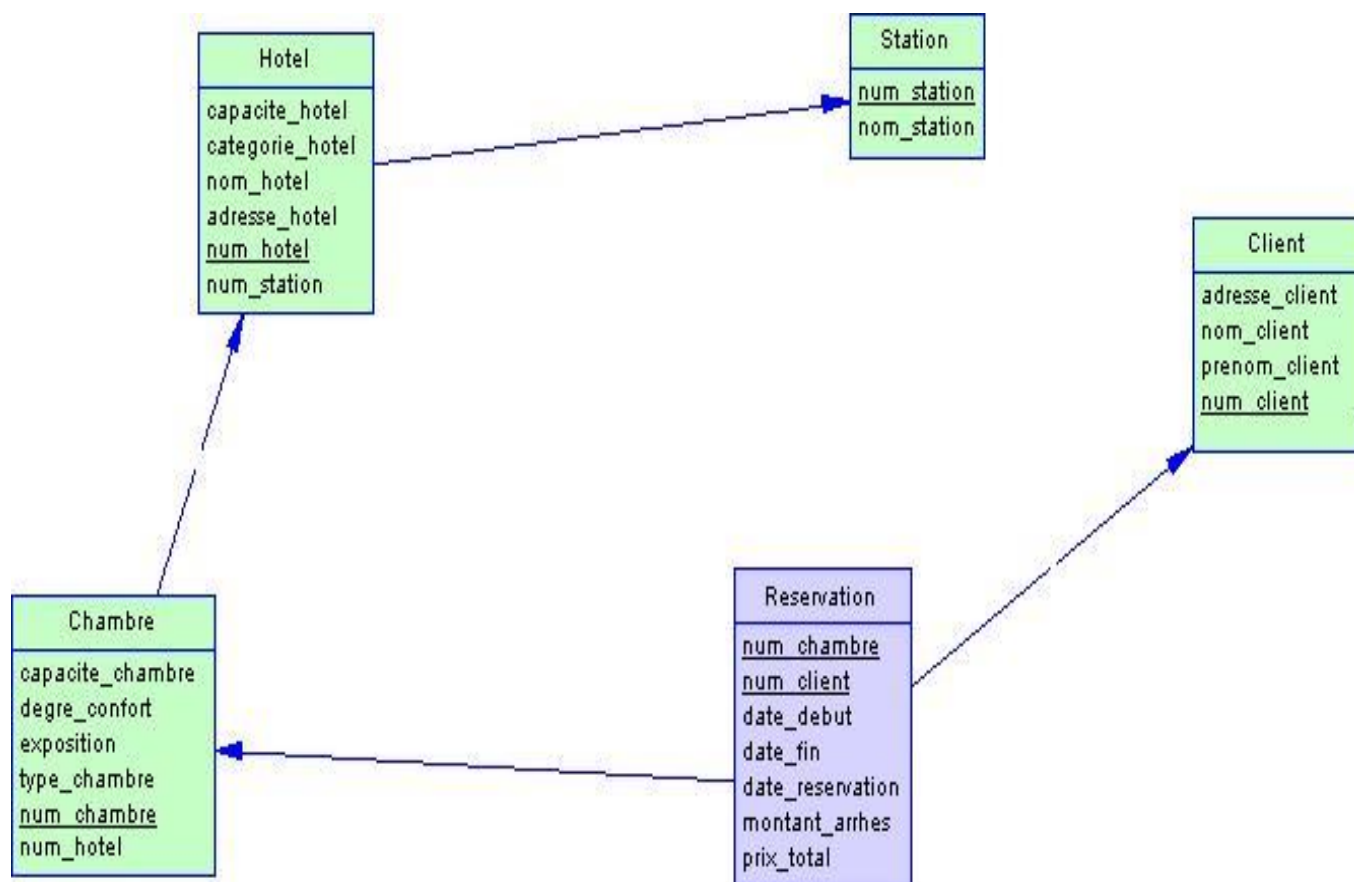 Hotel
capacite_hotel
categorie_hotel
nom_hotel
adresse_hotel
num_hotel
num_station
Station
num_station
nom_station
Client
adresse_client
nom_client
prenom_client
num_client
Chambre
capacite_chambre
degre_confort
exposition
type_chambre
num_chambre
num_hotel
Reservation
num_chambre
num_client
date_debut
date_fin
date_reservation
montant_arrhes
prix_total